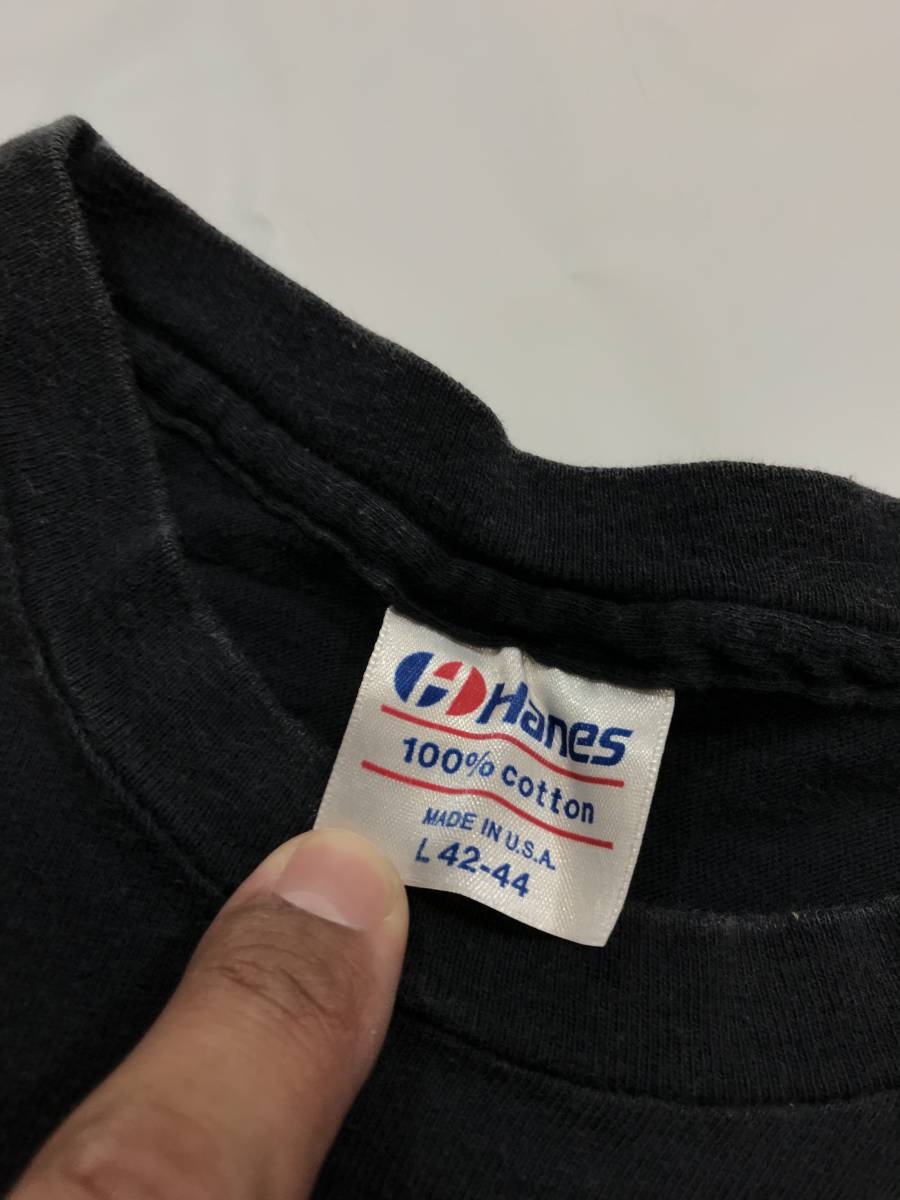 Hanes
100% cotton
MADE IN U.S.A.
L 42-44